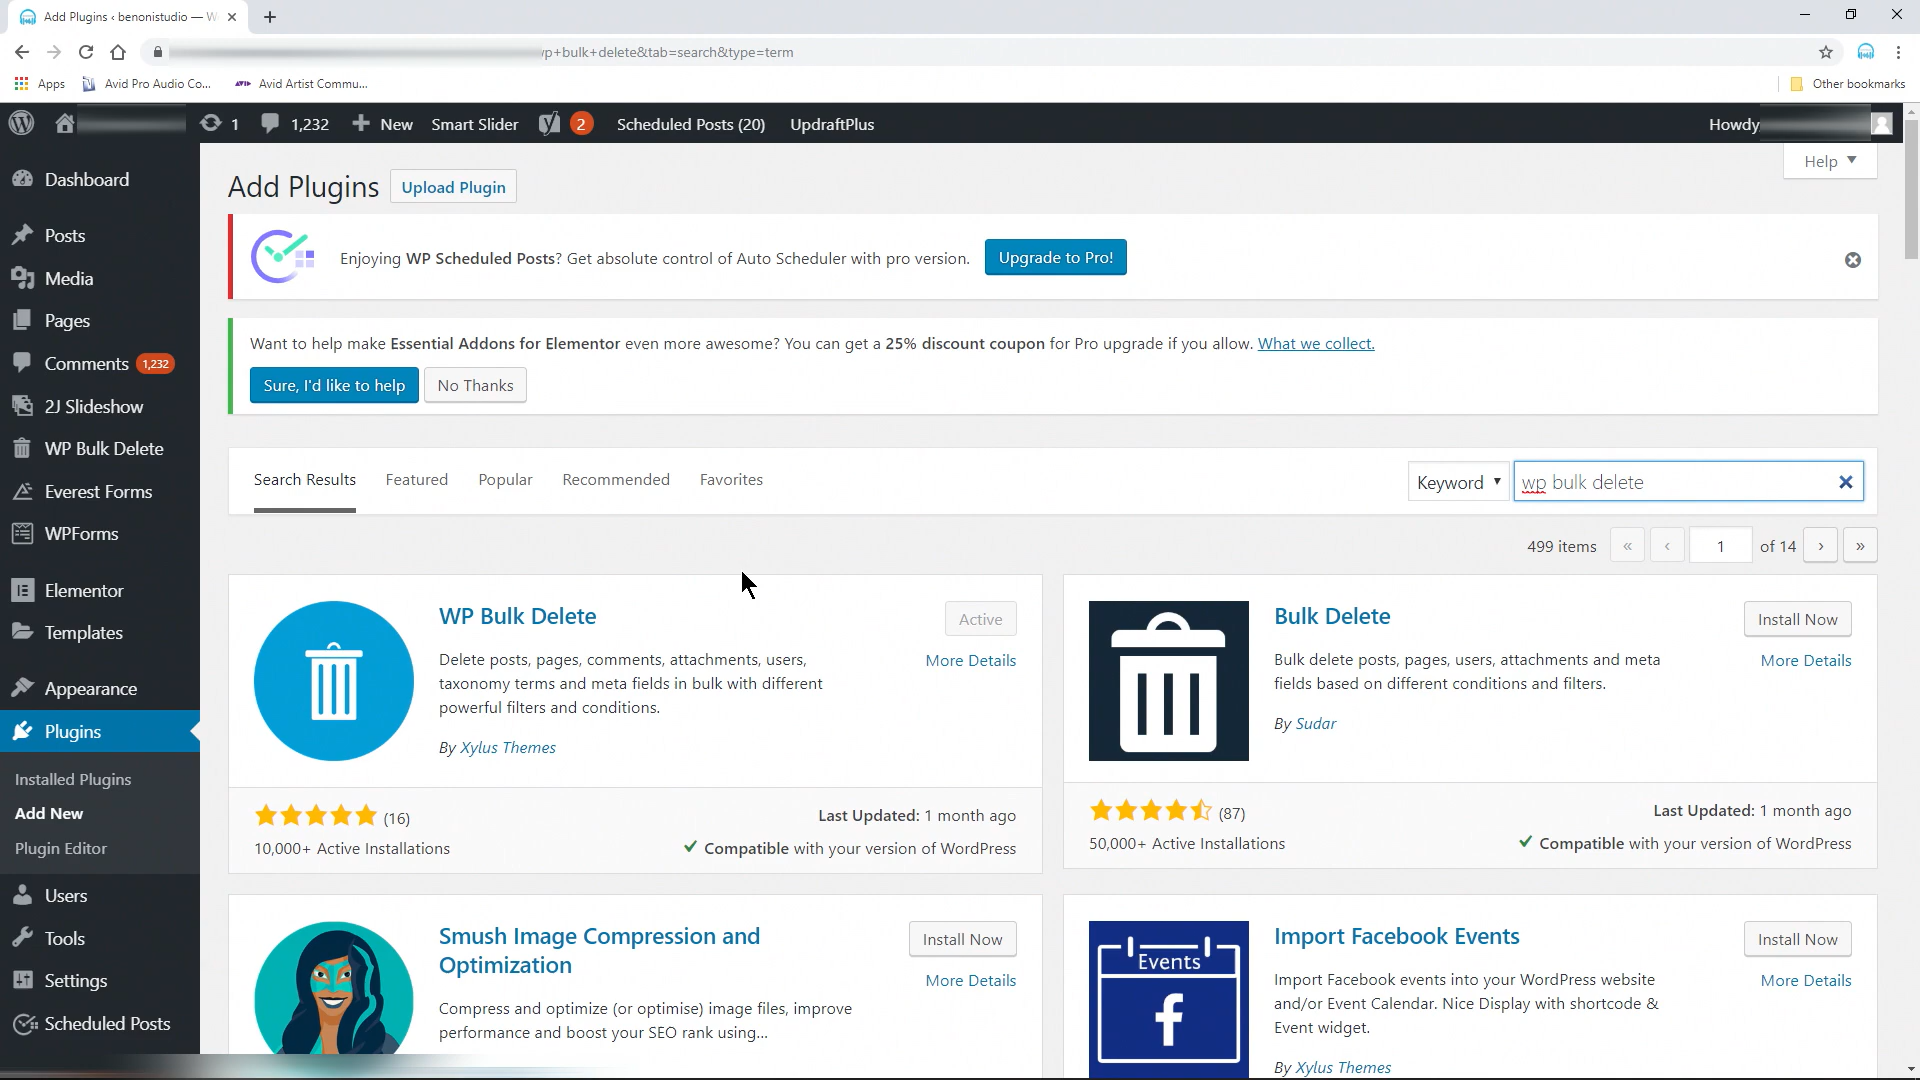 Add Plugins ‹ benonistudio — W
/p+bulk+delete&tab=search&type=term
Apps
Avid Pro Audio Co...
Avid Artist Commu...
Other bookmarks
1
1,232
New
Smart Slider
2
Scheduled Posts (20)
UpdraftPlus
Howdy
Help
Dashboard
Posts
Media
Pages
Comments 1,232
2J Slideshow
WP Bulk Delete
Everest Forms
WPForms
Elementor
Templates
Appearance
Plugins
Installed Plugins
Add New
Plugin Editor
Users
Tools
Settings
Scheduled Posts
Add Plugins
Upload Plugin
Enjoying WP Scheduled Posts? Get absolute control of Auto Scheduler with pro version.
Upgrade to Pro!
Want to help make Essential Addons for Elementor even more awesome? You can get a 25% discount coupon for Pro upgrade if you allow. What we collect.
Sure, I'd like to help
No Thanks
Search Results
Featured
Popular
Recommended
Favorites
Keyword
wp bulk delete
499 items
«
‹
1
of 14
›
»
WP Bulk Delete
Active
More Details
Delete posts, pages, comments, attachments, users,
taxonomy terms and meta fields in bulk with different
powerful filters and conditions.
By Xylus Themes
(16)
10,000+ Active Installations
Last Updated: 1 month ago
Compatible with your version of WordPress
Bulk Delete
Install Now
More Details
Bulk delete posts, pages, users, attachments and meta
fields based on different conditions and filters.
By Sudar
(87)
50,000+ Active Installations
Last Updated: 1 month ago
Compatible with your version of WordPress
Smush Image Compression and
Optimization
Install Now
More Details
Compress and optimize (or optimise) image files, improve
performance and boost your SEO rank using...
Events
Import Facebook Events
Install Now
More Details
Import Facebook events into your WordPress website
and/or Event Calendar. Nice Display with shortcode &
Event widget.
By Xylus Themes